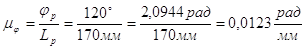 μ_φ = φ_p / L_p = 120° / 170мм = 2,0944 рад / 170мм = 0,0123 рад / мм